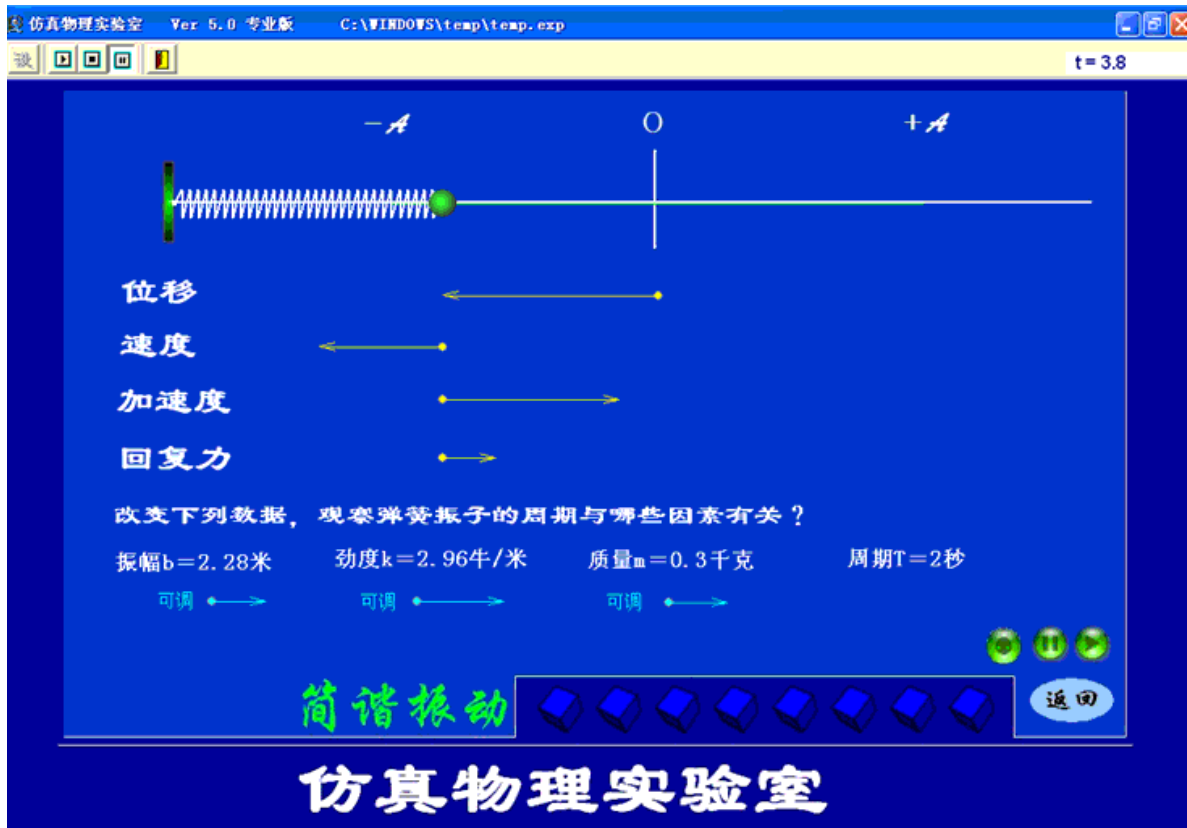 仿真物理实验室 Ver 5.0 专业版 C:\WINDOWS\temp\temp.exp
t = 3.8
－A O ＋A
位移
速度
加速度
回复力
改变下列数据，观察弹簧振子的周期与哪些因素有关？
振幅b＝2.28米 劲度k＝2.96牛/米 质量m＝0.3千克 周期T＝2秒
可调 可调 可调
简谐振动
返回
仿真物理实验室